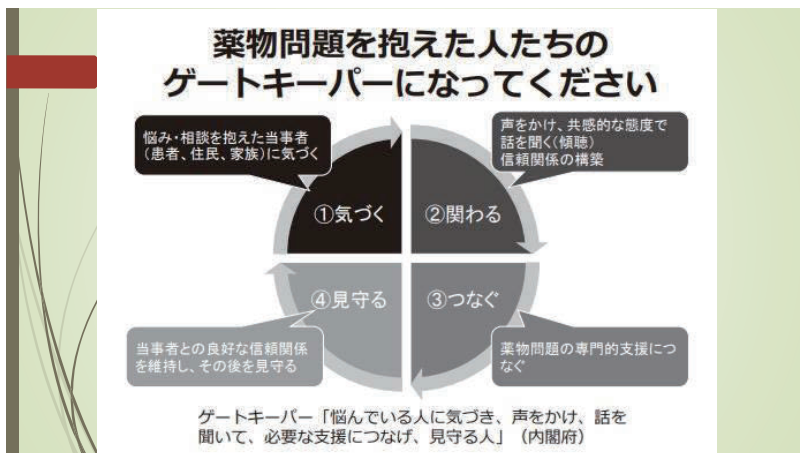 薬物問題を抱えた人たちの
ゲートキーパーになってください
悩み・相談を抱えた当事者
(患者、住民、家族)に気づく
声をかけ、共感的な態度で
話を聞く(傾聴)
信頼関係の構築
①気づく
②関わる
④見守る
③つなぐ
当事者との良好な信頼関係
を維持し、その後を見守る
薬物問題の専門的支援につ
なぐ
ゲートキーパー「悩んでいる人に気づき、声をかけ、話を
聞いて、必要な支援につなげ、見守る人」（内閣府）